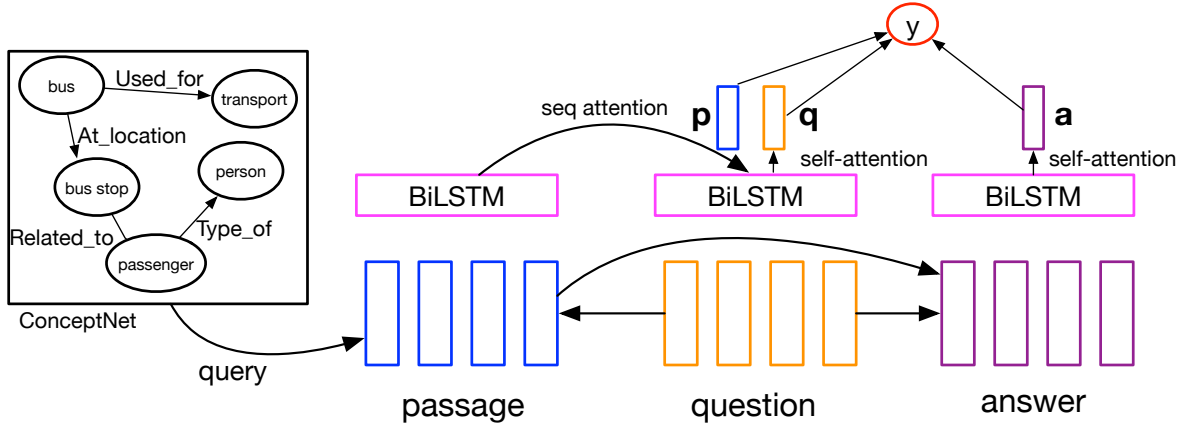 y
bus
Used_for
transport
At_location
bus stop
person
Related_to
Type_of
passenger
ConceptNet
query
seq attention
p
q
a
self-attention
self-attention
BiLSTM
BiLSTM
BiLSTM
passage
question
answer